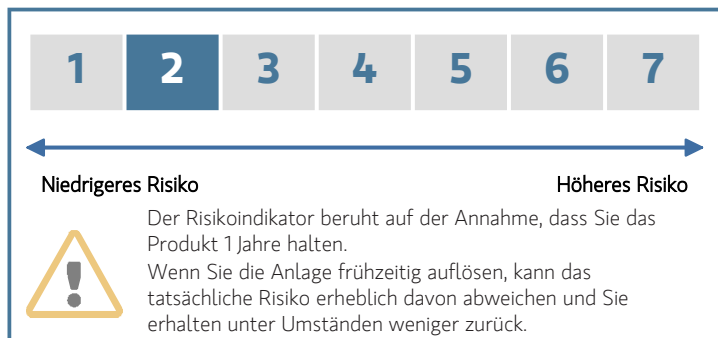 1 2 3 4 5 6 7
Niedrigeres Risiko Höheres Risiko
Der Risikoindikator beruht auf der Annahme, dass Sie das
Produkt 1 Jahre halten.
Wenn Sie die Anlage frühzeitig auflösen, kann das
tatsächliche Risiko erheblich davon abweichen und Sie
erhalten unter Umständen weniger zurück.